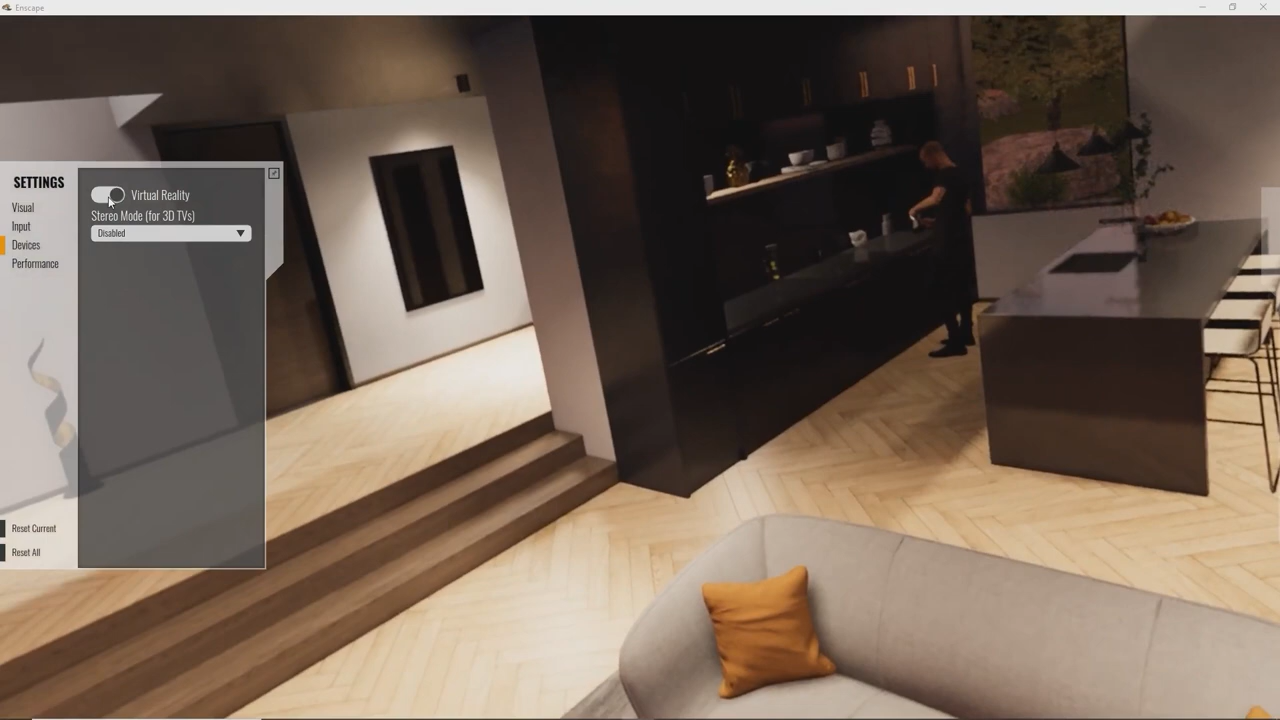 Enscape
SETTINGS
Visual
Input
Devices
Performance
Virtual Reality
Stereo Mode (for 3D TVs)
Disabled
Reset Current
Reset All